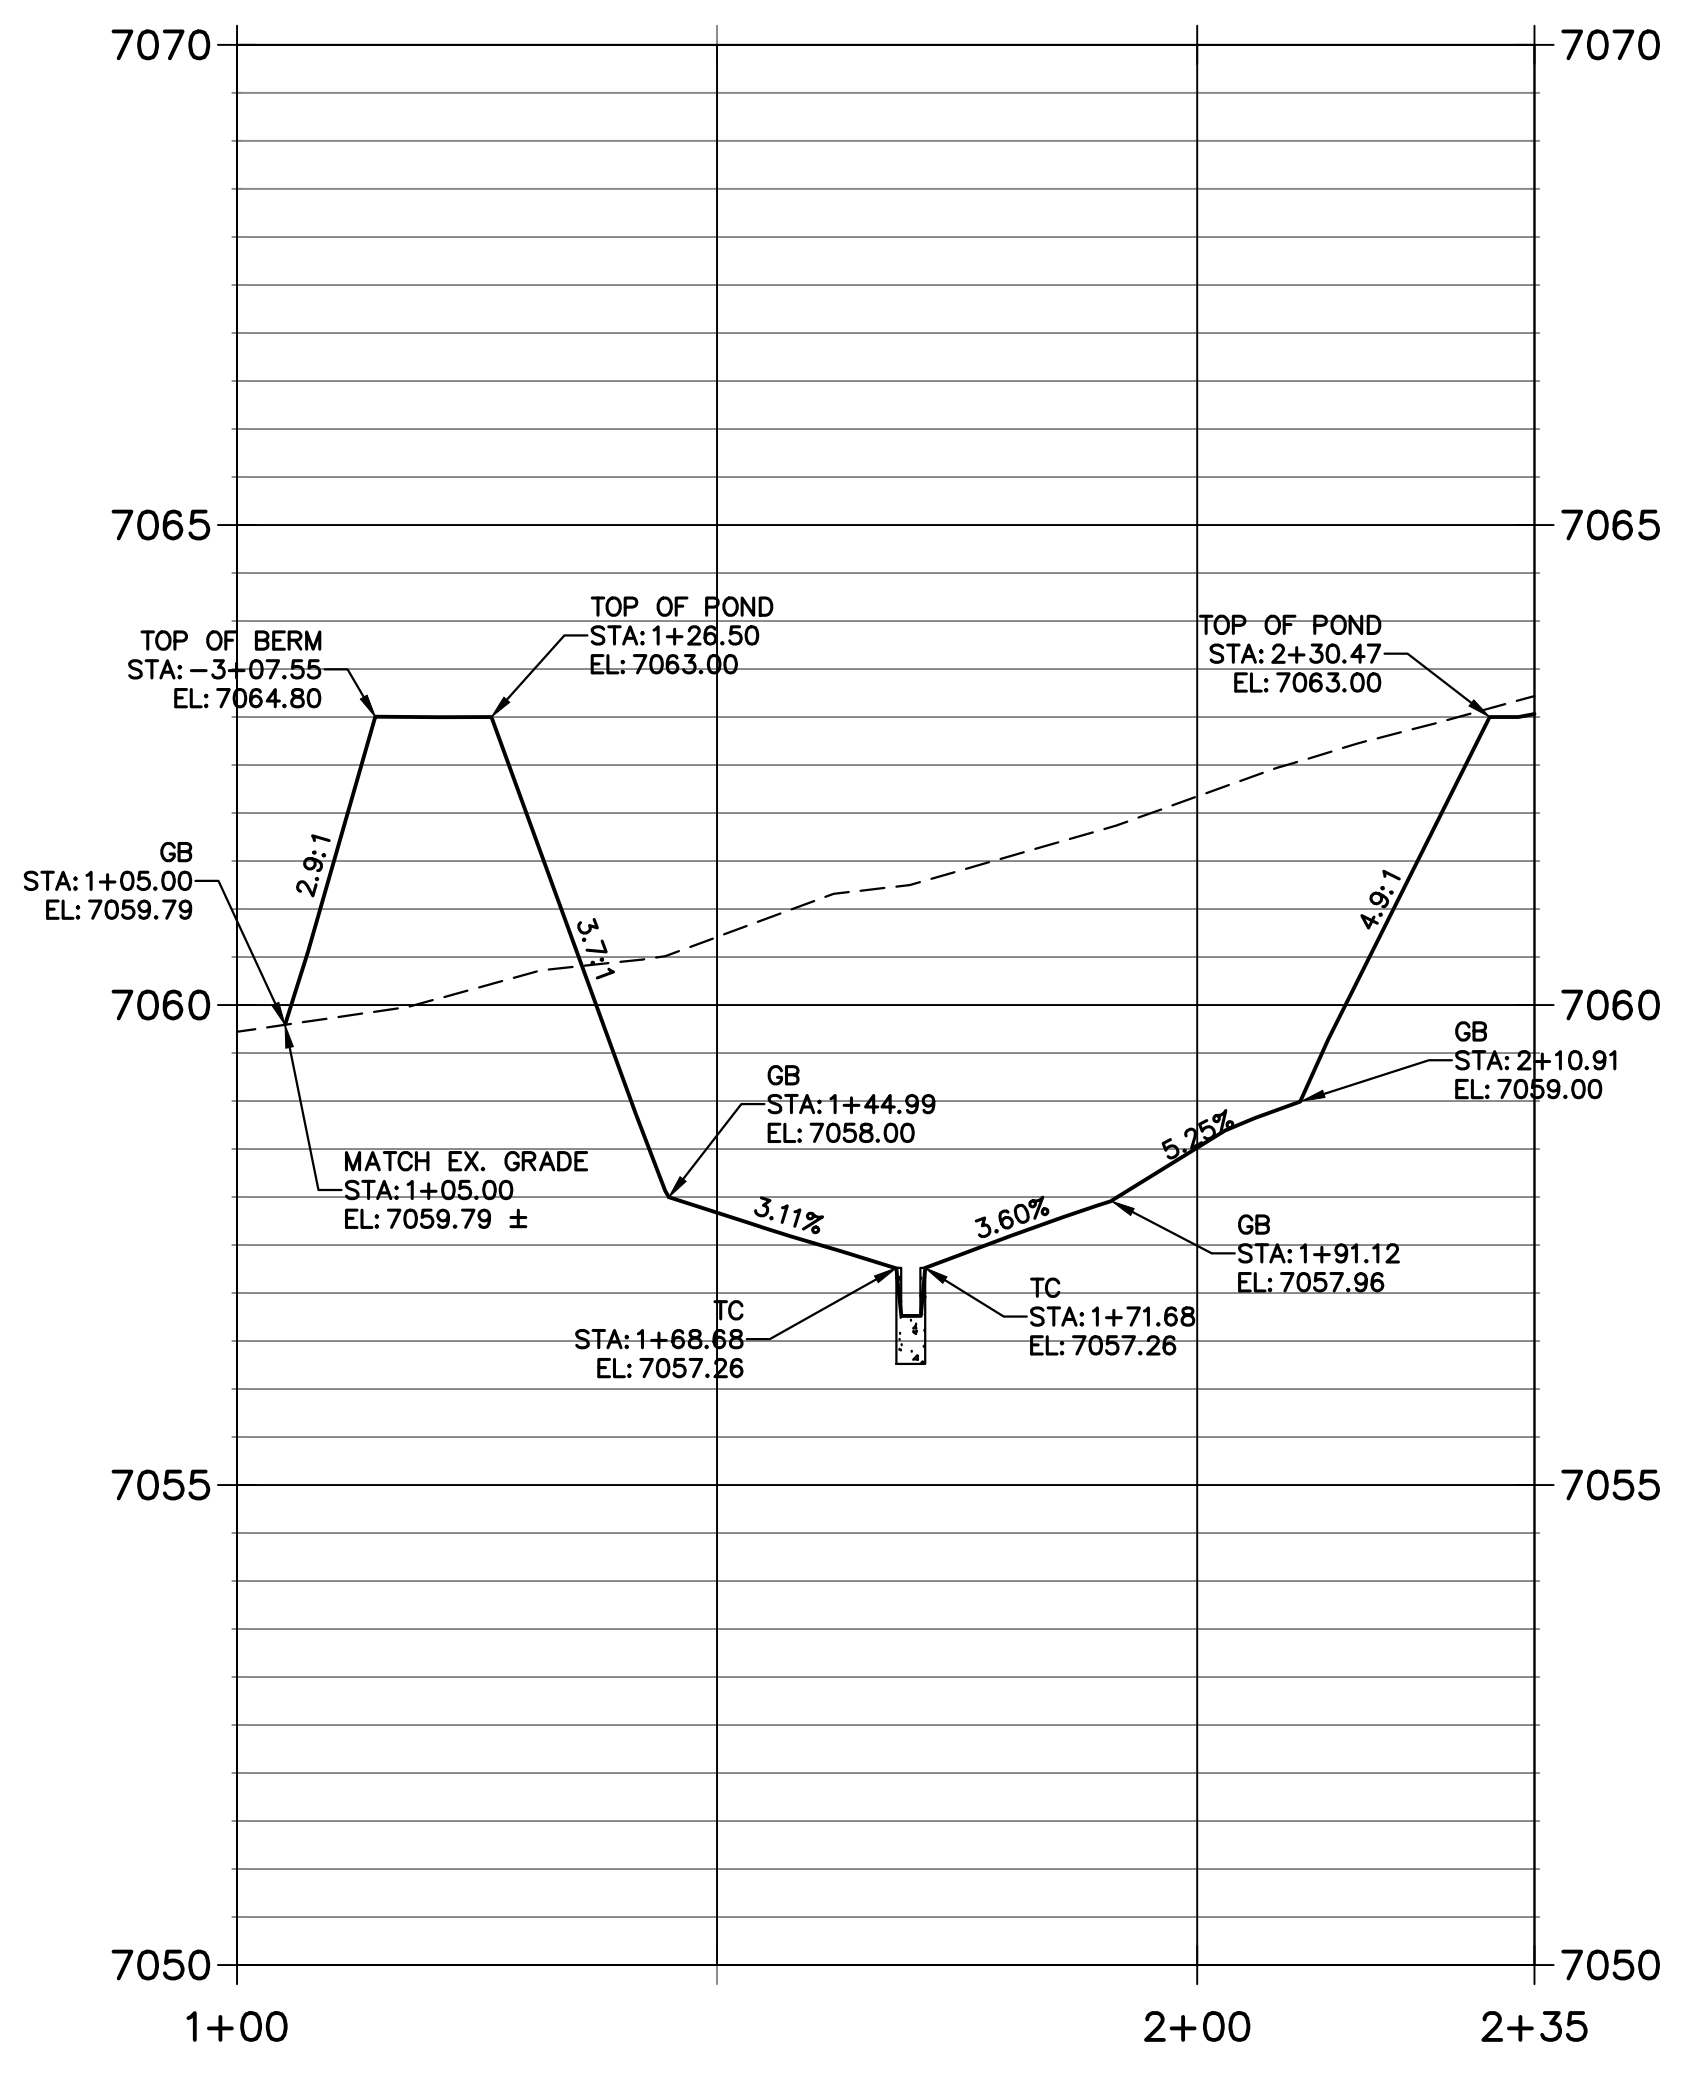 7070
7070
7065
7065
TOP OF POND
STA: 1+26.50
EL: 7063.00
TOP OF POND
STA: 2+30.47
EL: 7063.00
TOP OF BERM
STA: -3+07.55
EL: 7064.80
2.9:1
GB
STA: 1+05.00
EL: 7059.79
3.7:1
4.9:1
7060
7060
GB
STA: 2+10.91
EL: 7059.00
GB
STA: 1+44.99
EL: 7058.00
5.25%
MATCH EX. GRADE
STA: 1+05.00
EL: 7059.79 ±
3.11%
3.60%
GB
STA: 1+91.12
EL: 7057.96
TC
STA: 1+71.68
EL: 7057.26
TC
STA: 1+68.68
EL: 7057.26
7055
7055
7050
7050
1+00
2+00
2+35